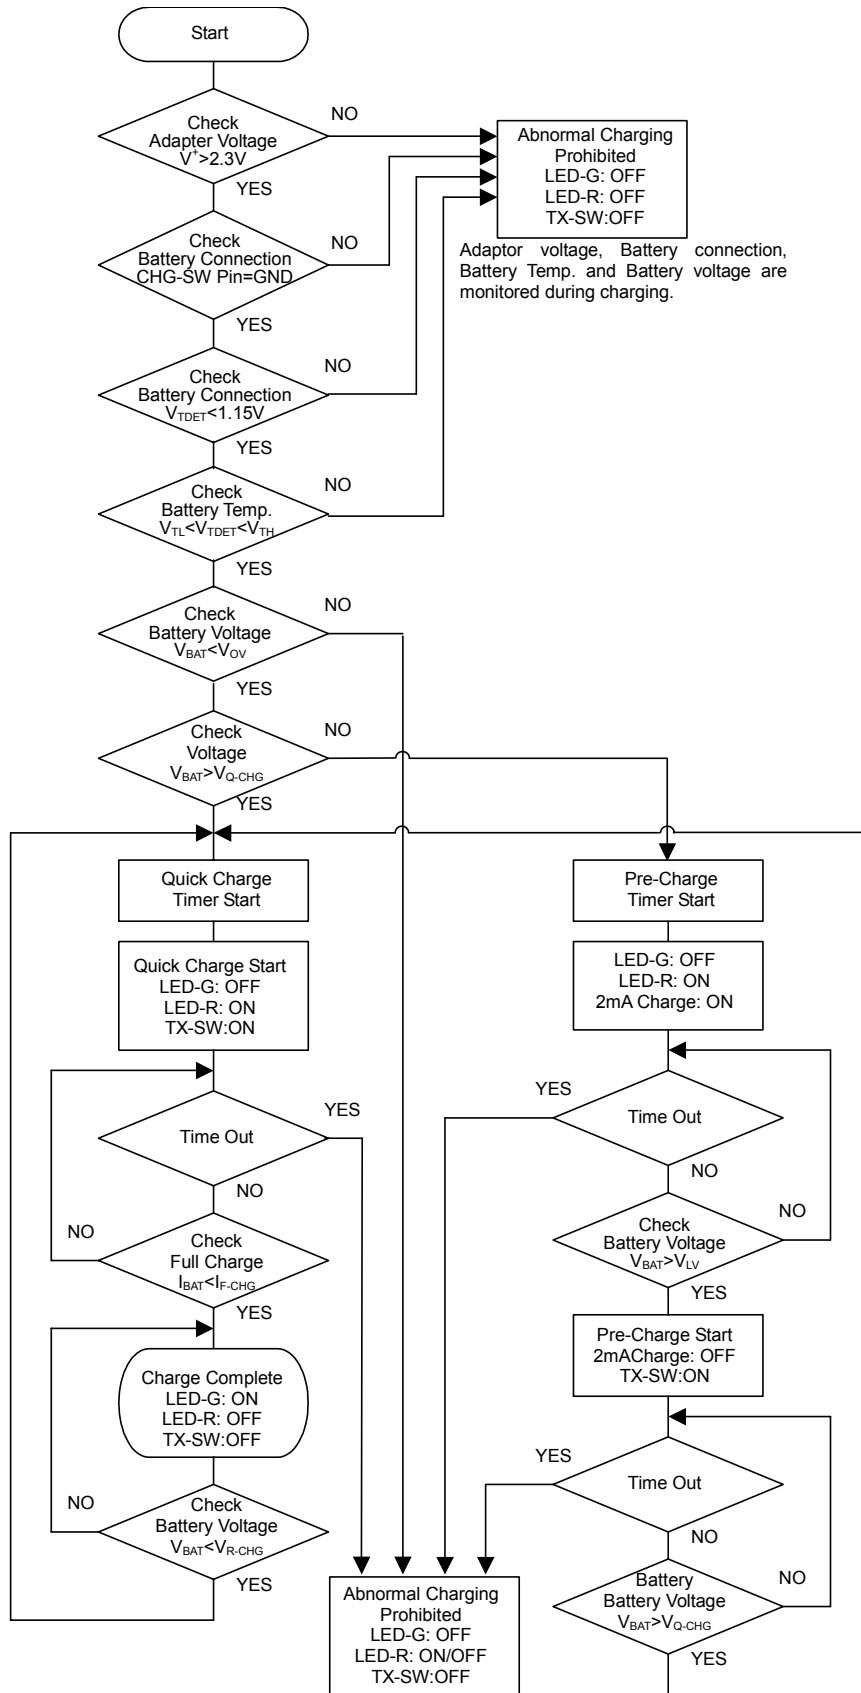 Start
Check
Adapter Voltage
V⁺>2.3V
NO
YES
Abnormal Charging
Prohibited
LED-G: OFF
LED-R: OFF
TX-SW:OFF
Adaptor voltage, Battery connection,
Battery Temp. and Battery voltage are
monitored during charging.
Check
Battery Connection
CHG-SW Pin=GND
NO
YES
Check
Battery Connection
VTDET<1.15V
NO
YES
Check
Battery Temp.
VTL<VTDET<VTH
NO
YES
Check
Battery Voltage
VBAT<VOV
NO
YES
Check
Voltage
VBAT>VQ-CHG
NO
YES
Quick Charge
Timer Start
Quick Charge Start
LED-G: OFF
LED-R: ON
TX-SW:ON
Time Out
YES
NO
Check
Full Charge
IBAT<IF-CHG
NO
YES
Charge Complete
LED-G: ON
LED-R: OFF
TX-SW:OFF
Check
Battery Voltage
VBAT<VR-CHG
NO
YES
Pre-Charge
Timer Start
LED-G: OFF
LED-R: ON
2mA Charge: ON
Time Out
YES
NO
Check
Battery Voltage
VBAT>VLV
NO
YES
Pre-Charge Start
2mACharge: OFF
TX-SW:ON
Time Out
YES
NO
Battery
Battery Voltage
VBAT>VQ-CHG
NO
YES
Abnormal Charging
Prohibited
LED-G: OFF
LED-R: ON/OFF
TX-SW:OFF